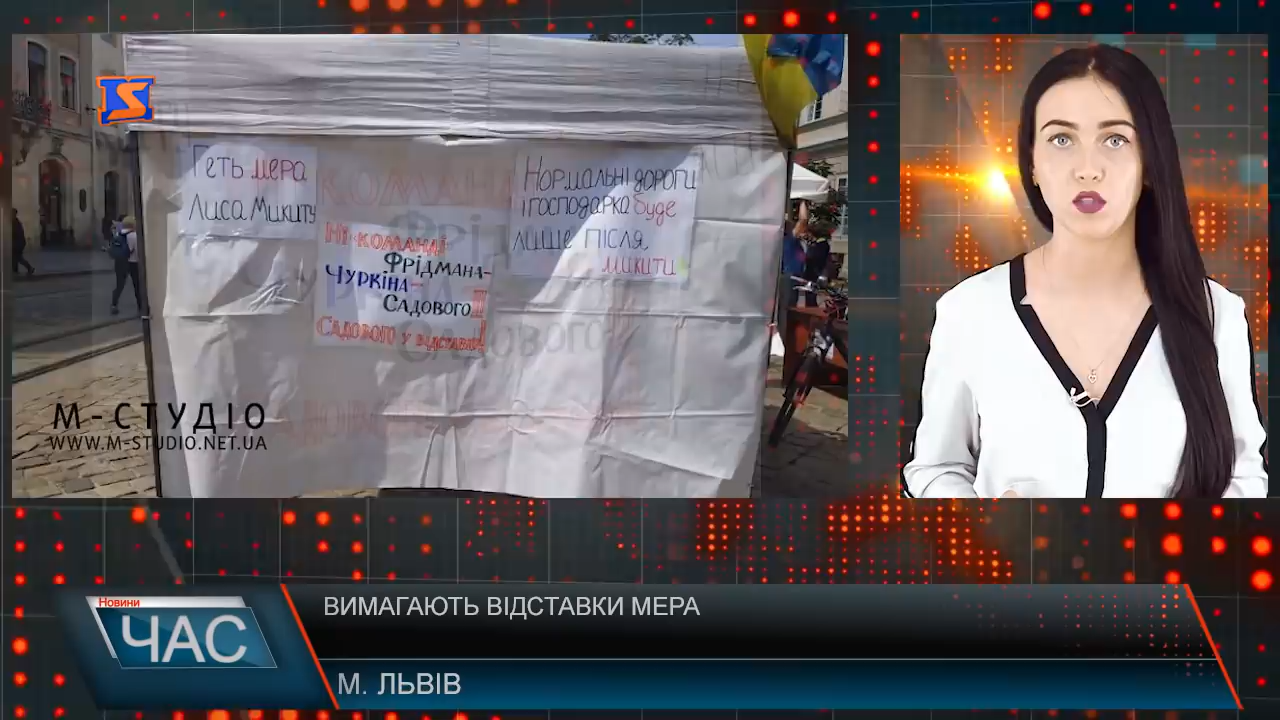 Геть мера
Лиса Микиту
Ні команді
Фрідмана-
Чуркіна-
Садового!!!
Садового у відставку!
Нормальні дороги
і господарка буде
лише після
микити
М-СТУДІО
WWW.M-STUDIO.NET.UA
Новини
ЧАС
ВИМАГАЮТЬ ВІДСТАВКИ МЕРА
М. ЛЬВІВ